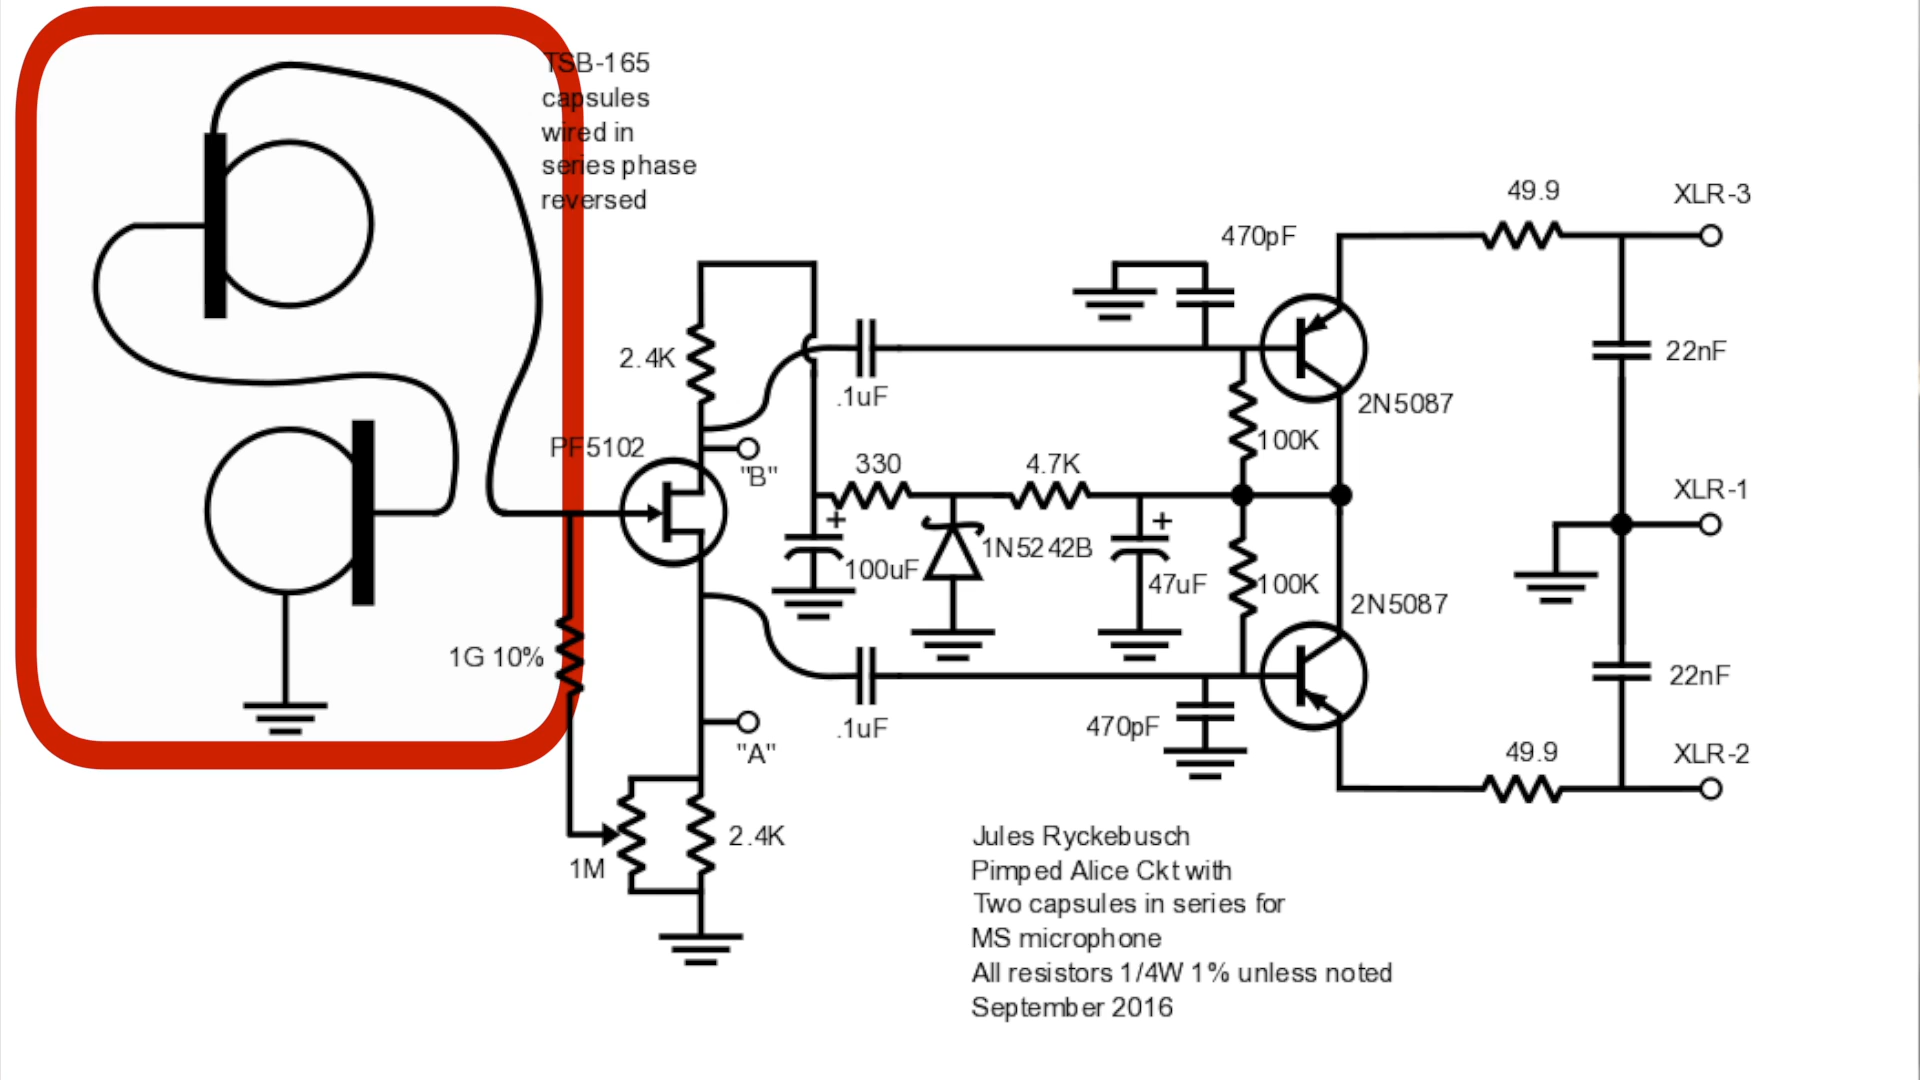 TSB-165
capsules
wired in
series phase
reversed
49.9
XLR-3
470pF
2.4K
22nF
.1uF
2N5087
PF5102
100K
"B"
330
4.7K
XLR-1
+
+
1N5242B
100uF
47uF
100K
2N5087
1G 10%
22nF
470pF
.1uF
"A"
49.9
XLR-2
2.4K
1M
Jules Ryckebusch
Pimped Alice Ckt with
Two capsules in series for
MS microphone
All resistors 1/4W 1% unless noted
September 2016